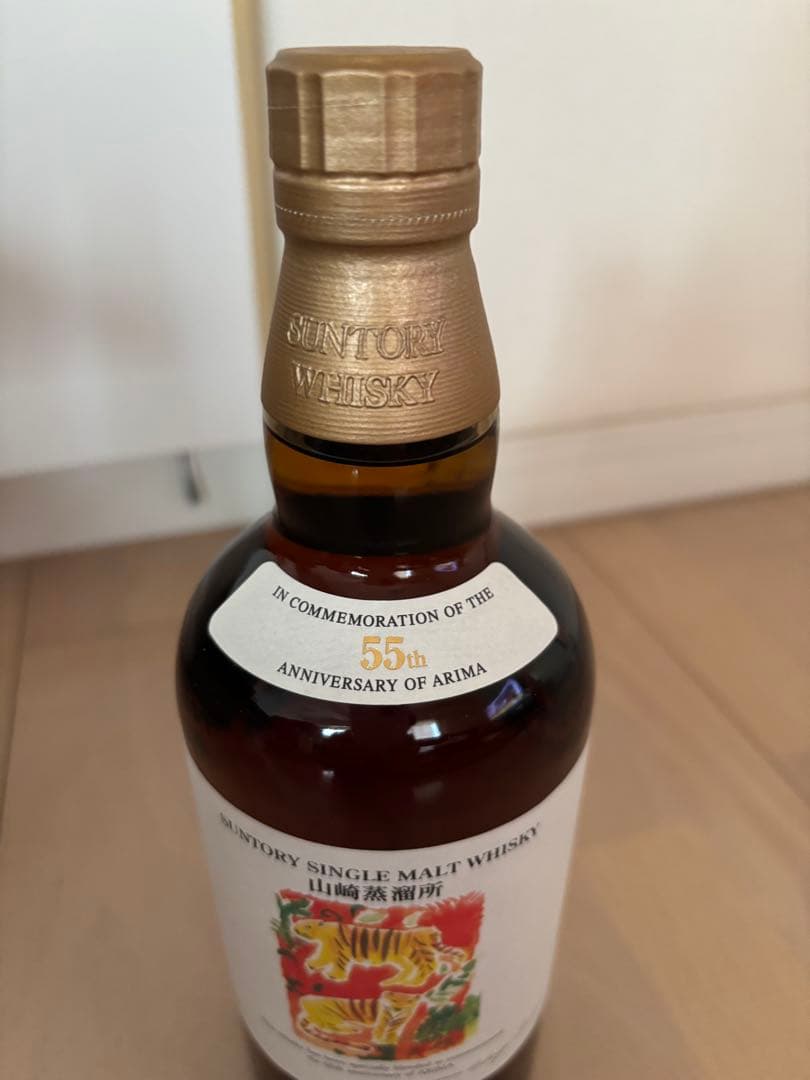 SUNTORY
WHISKY
IN COMMEMORATION OF THE
55th
ANNIVERSARY OF ARIMA
SUNTORY SINGLE MALT WHISKY
山崎蒸溜所